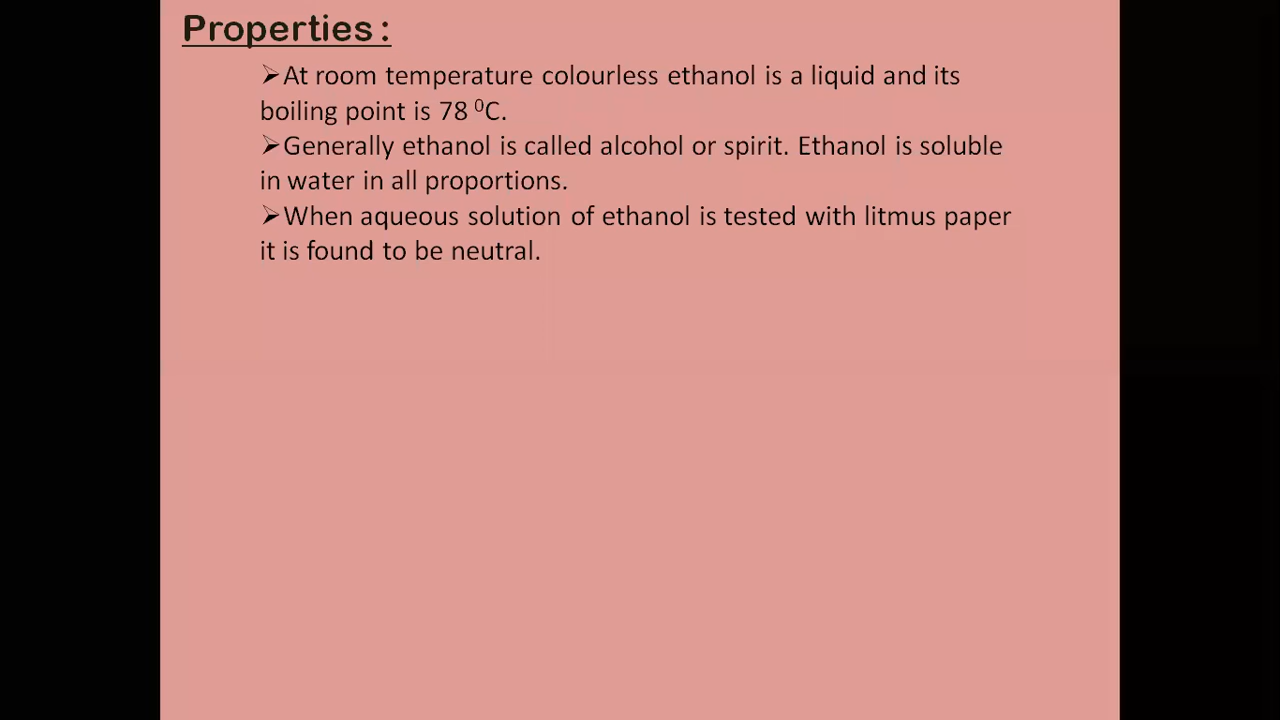 Properties :
➢At room temperature colourless ethanol is a liquid and its
boiling point is 78 ⁰C.
➢Generally ethanol is called alcohol or spirit. Ethanol is soluble
in water in all proportions.
➢When aqueous solution of ethanol is tested with litmus paper
it is found to be neutral.